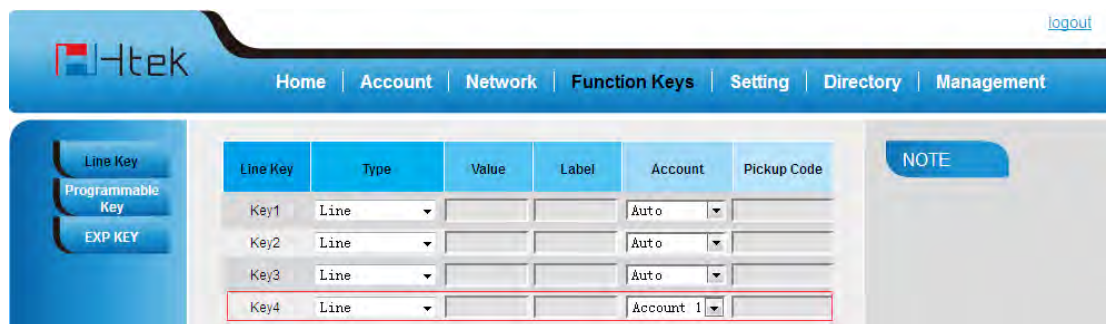 logout
Htek
Home | Account | Network | Function Keys | Setting | Directory | Management
Line Key
Programmable Key
EXP KEY
Line Key Type Value Label Account Pickup Code
Key1 Line Auto
Key2 Line Auto
Key3 Line Auto
Key4 Line Account 1
NOTE